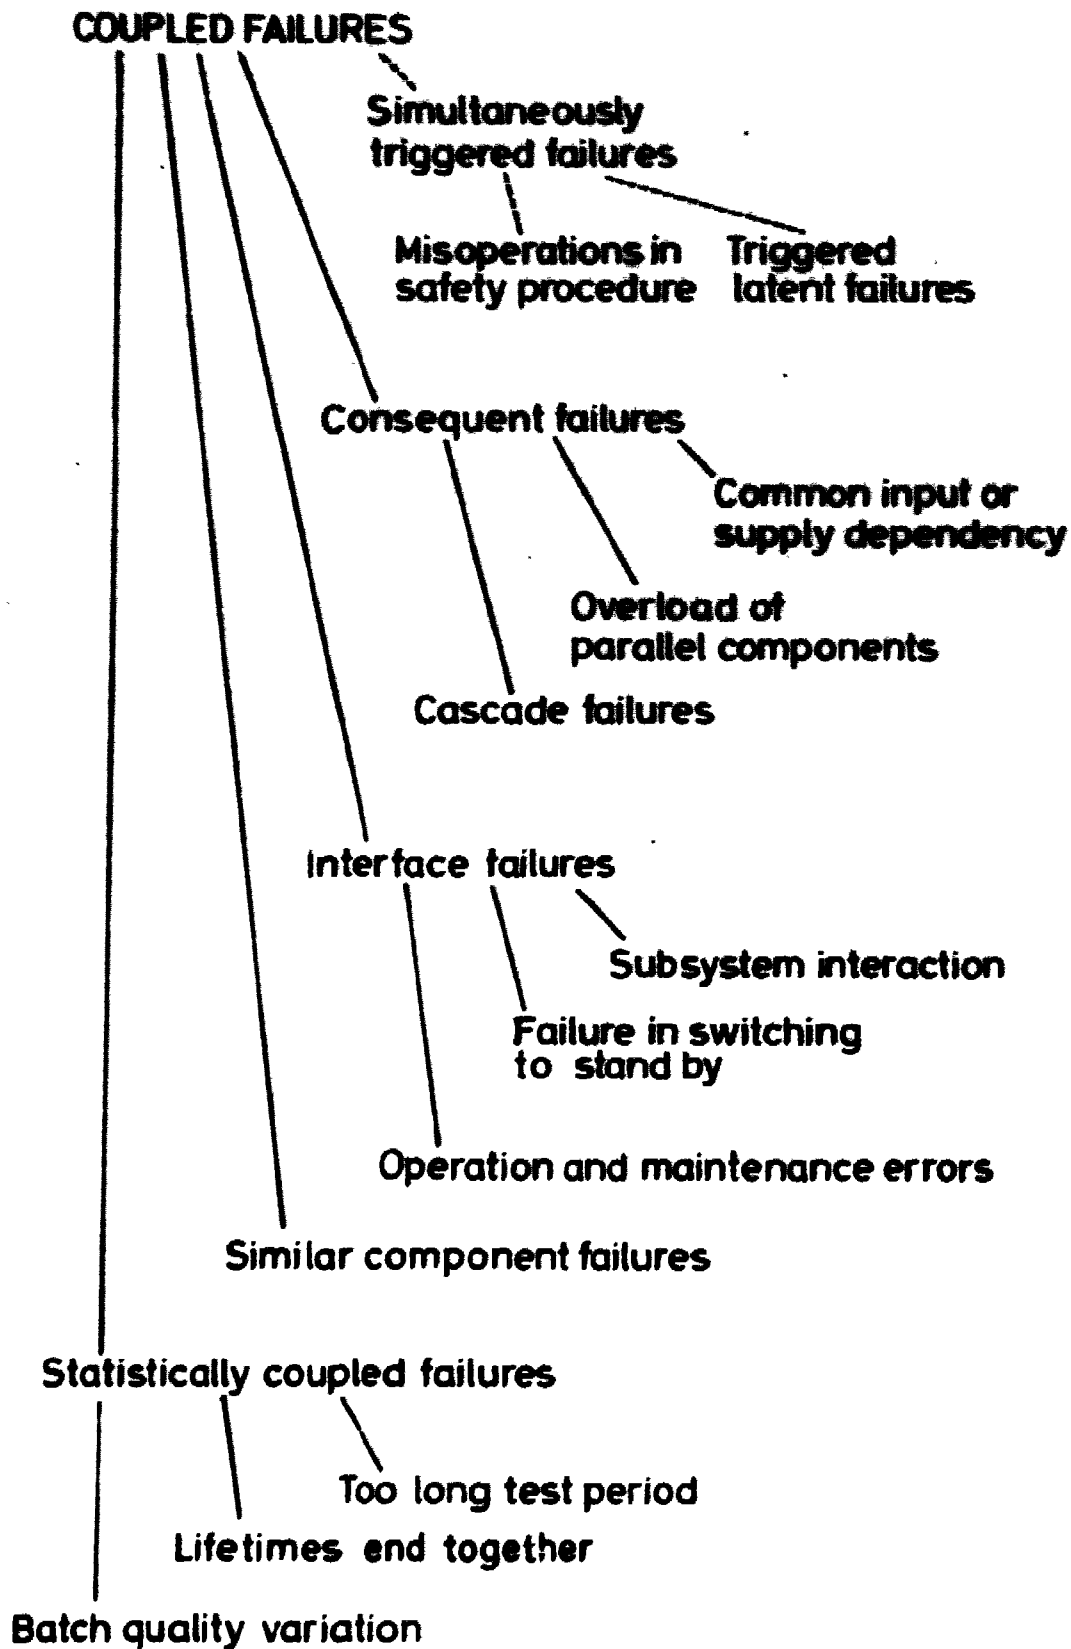 COUPLED FAILURES
Simultaneously
triggered failures
Misoperations in
safety procedure
Triggered
latent failures
Consequent failures
Common input or
supply dependency
Overload of
parallel components
Cascade failures
Interface failures
Subsystem interaction
Failure in switching
to stand by
Operation and maintenance errors
Similar component failures
Statistically coupled failures
Too long test period
Lifetimes end together
Batch quality variation